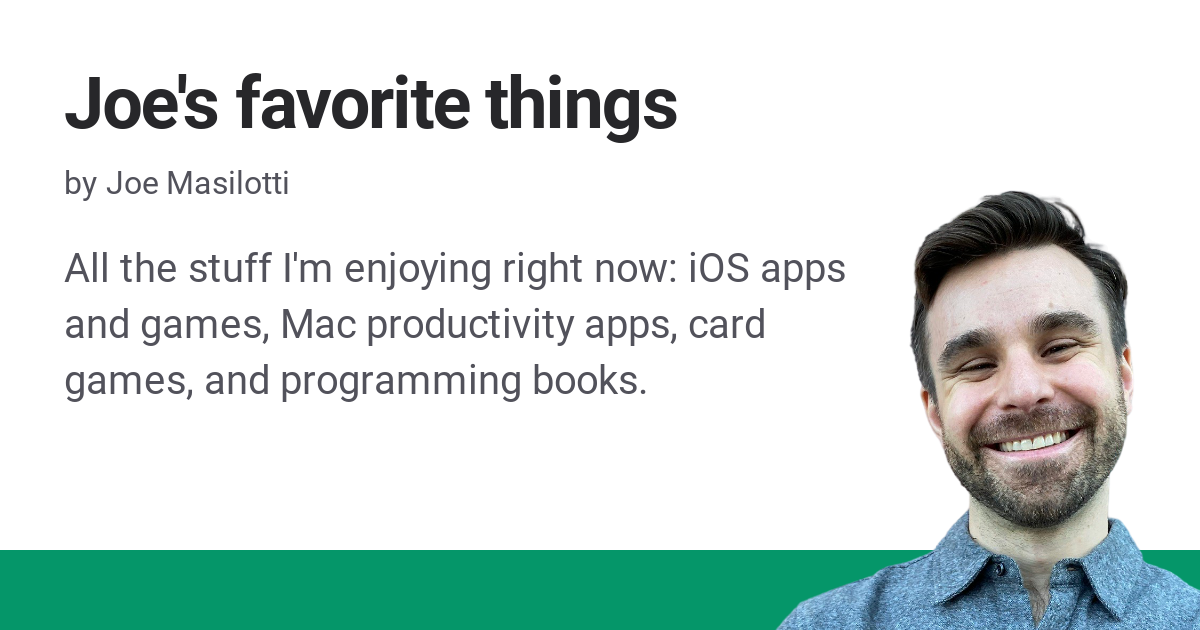 Joe's favorite things
by Joe Masilotti
All the stuff I'm enjoying right now: iOS apps
and games, Mac productivity apps, card
games, and programming books.